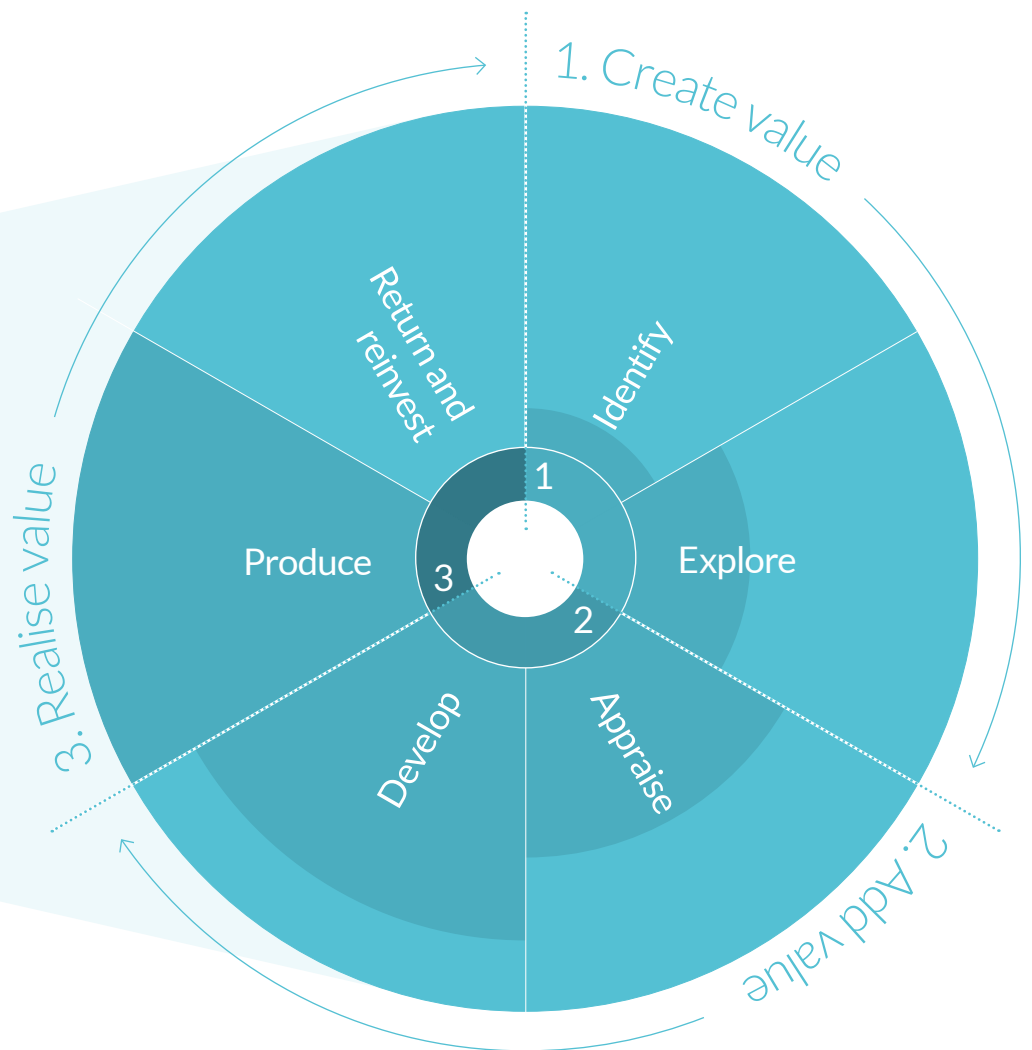 1. Create value
Identify
Explore
2. Add value
Appraise
Develop
3. Realise value
Produce
Return and
reinvest
1
2
3